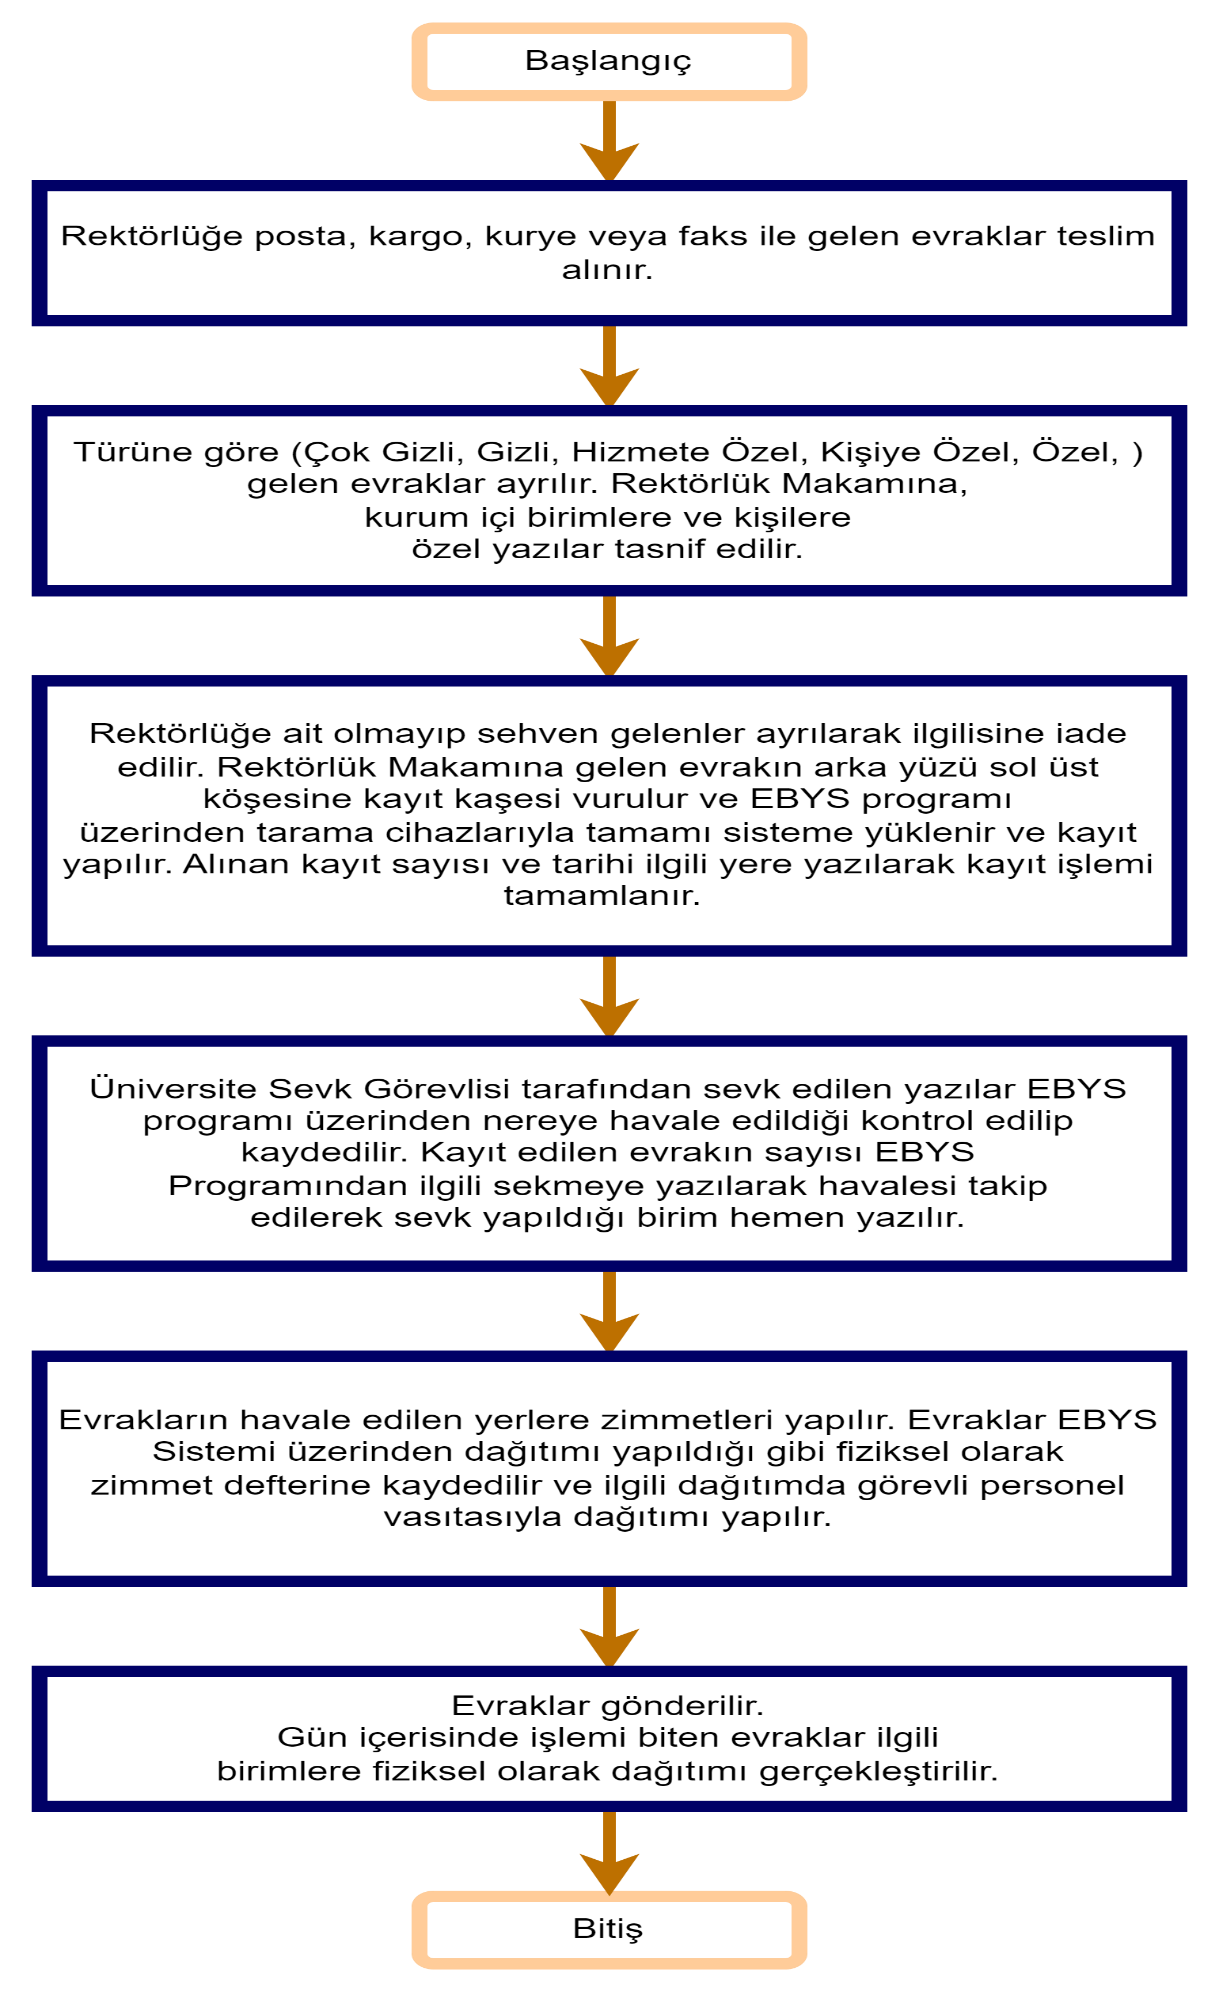 Başlangıç
Rektörlüğe posta, kargo, kurye veya faks ile gelen evraklar teslim
alınır.
Türüne göre (Çok Gizli, Gizli, Hizmete Özel, Kişiye Özel, Özel, )
gelen evraklar ayrılır. Rektörlük Makamına,
kurum içi birimlere ve kişilere
özel yazılar tasnif edilir.
Rektörlüğe ait olmayıp sehven gelenler ayrılarak ilgilisine iade
edilir. Rektörlük Makamına gelen evrakın arka yüzü sol üst
köşesine kayıt kaşesi vurulur ve EBYS programı
üzerinden tarama cihazlarıyla tamamı sisteme yüklenir ve kayıt
yapılır. Alınan kayıt sayısı ve tarihi ilgili yere yazılarak kayıt işlemi
tamamlanır.
Üniversite Sevk Görevlisi tarafından sevk edilen yazılar EBYS
programı üzerinden nereye havale edildiği kontrol edilip
kaydedilir. Kayıt edilen evrakın sayısı EBYS
Programından ilgili sekmeye yazılarak havalesi takip
edilerek sevk yapıldığı birim hemen yazılır.
Evrakların havale edilen yerlere zimmetleri yapılır. Evraklar EBYS
Sistemi üzerinden dağıtımı yapıldığı gibi fiziksel olarak
zimmet defterine kaydedilir ve ilgili dağıtımda görevli personel
vasıtasıyla dağıtımı yapılır.
Evraklar gönderilir.
Gün içerisinde işlemi biten evraklar ilgili
birimlere fiziksel olarak dağıtımı gerçekleştirilir.
Bitiş